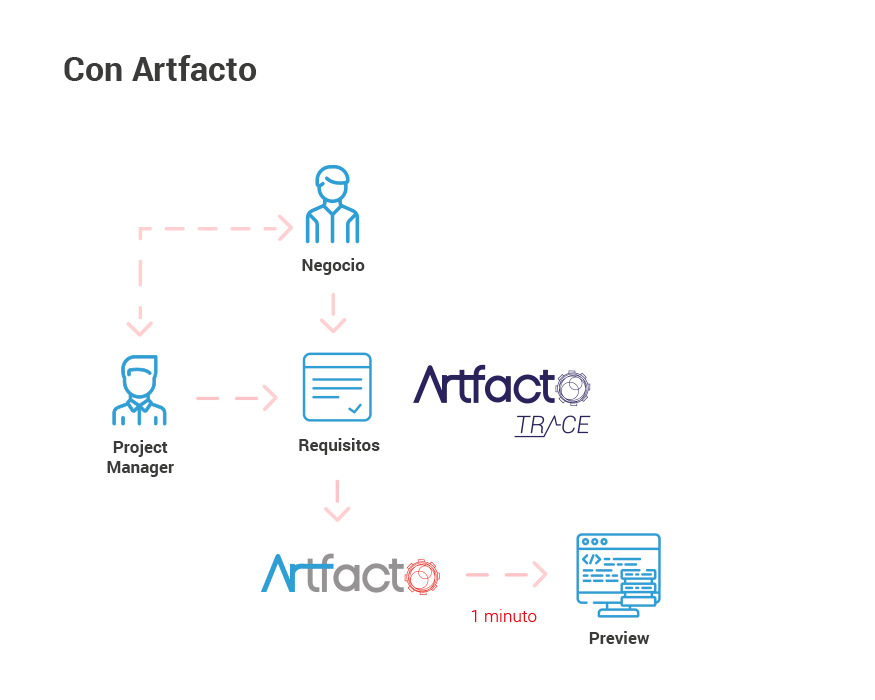 Con Artfacto
Negocio
Artfacto
TRACE
Project
Manager
Requisitos
Artfacto
1 minuto
</>
Preview